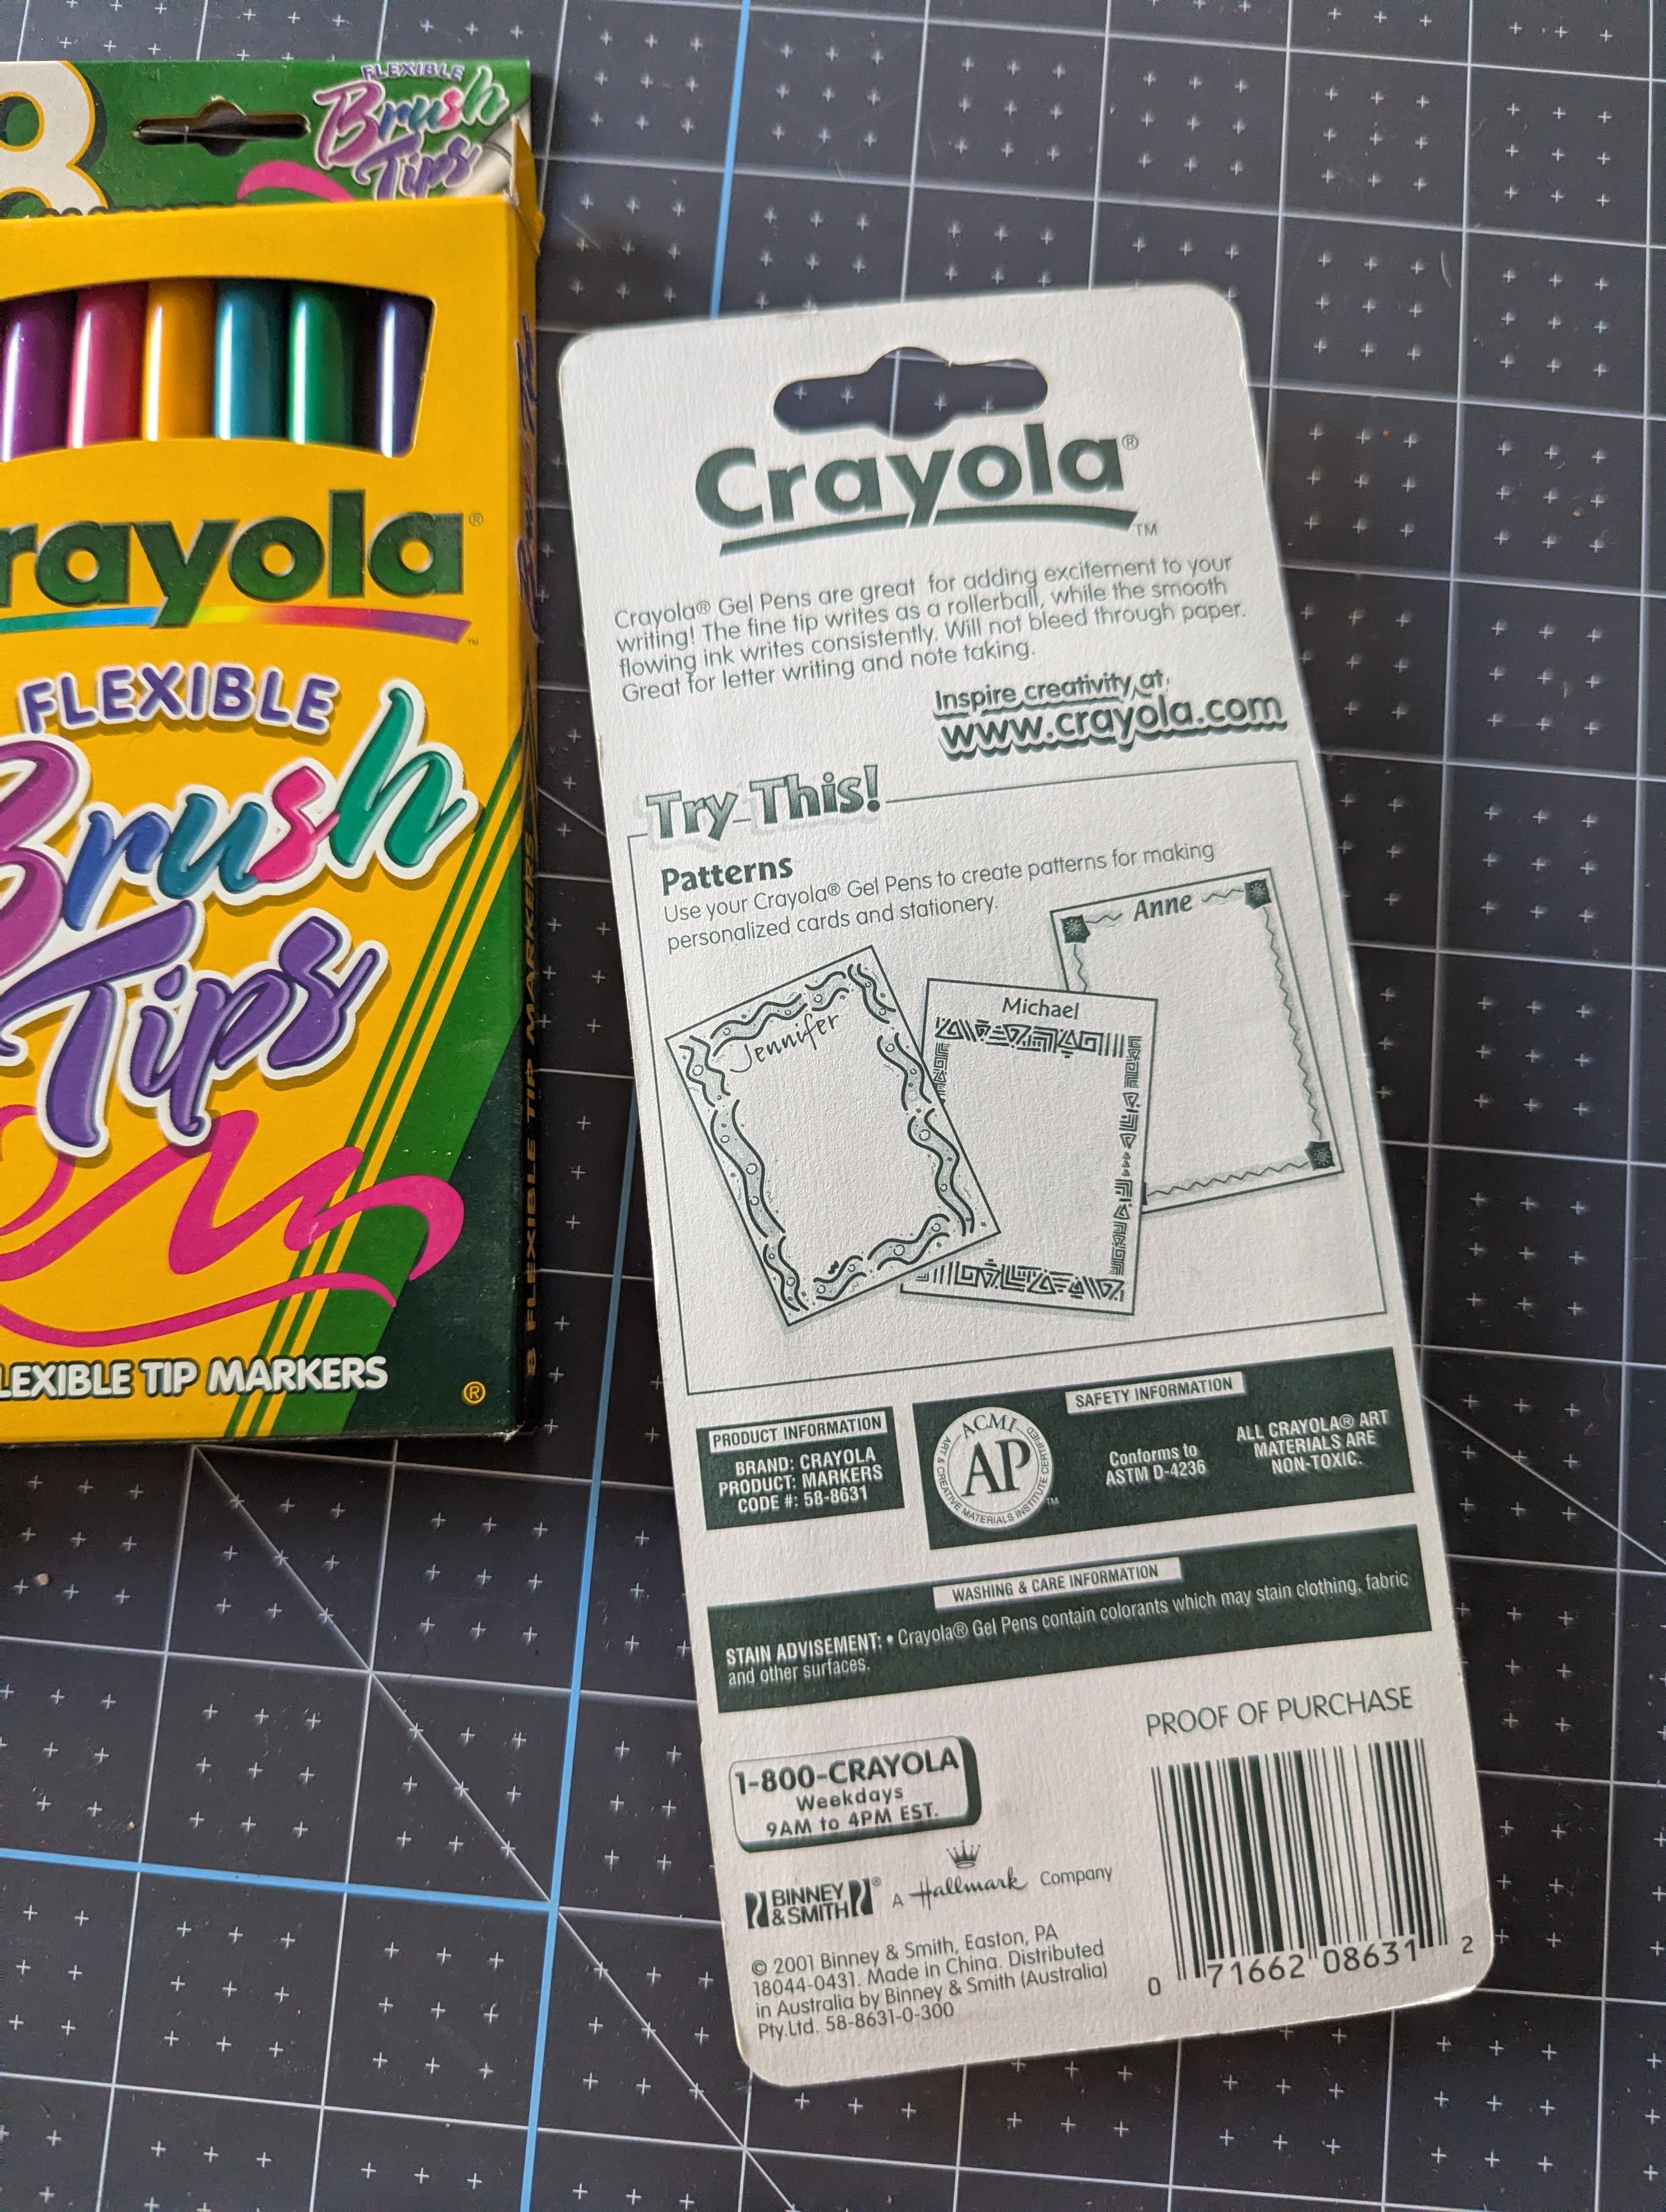 8
FLEXIBLE
Brush
Tips
rayola®
™
FLEXIBLE
Brush
Tips
LEXIBLE TIP MARKERS
®
8 FLEXIBLE TIP MARKERS
Crayola®
™
Crayola® Gel Pens are great for adding excitement to your
writing! The fine tip writes as a rollerball, while the smooth
flowing ink writes consistently. Will not bleed through paper.
Great for letter writing and note taking.
Inspire creativity at
www.crayola.com
Try This!
Patterns
Use your Crayola® Gel Pens to create patterns for making
personalized cards and stationery.
Jennifer
Michael
Anne
PRODUCT INFORMATION
BRAND: CRAYOLA
PRODUCT: MARKERS
CODE #: 58-8631
SAFETY INFORMATION
ACMI
AP
ART & CREATIVE MATERIALS INSTITUTE CERTIFIED
™
Conforms to
ASTM D-4236
ALL CRAYOLA® ART
MATERIALS ARE
NON-TOXIC.
WASHING & CARE INFORMATION
STAIN ADVISEMENT: • Crayola® Gel Pens contain colorants which may stain clothing, fabric
and other surfaces.
1-800-CRAYOLA
Weekdays
9AM to 4PM EST.
BINNEY
& SMITH®
A Hallmark Company
© 2001 Binney & Smith, Easton, PA
18044-0431. Made in China. Distributed
in Australia by Binney & Smith (Australia)
Pty.Ltd. 58-8631-0-300
PROOF OF PURCHASE
0 71662 08631 2